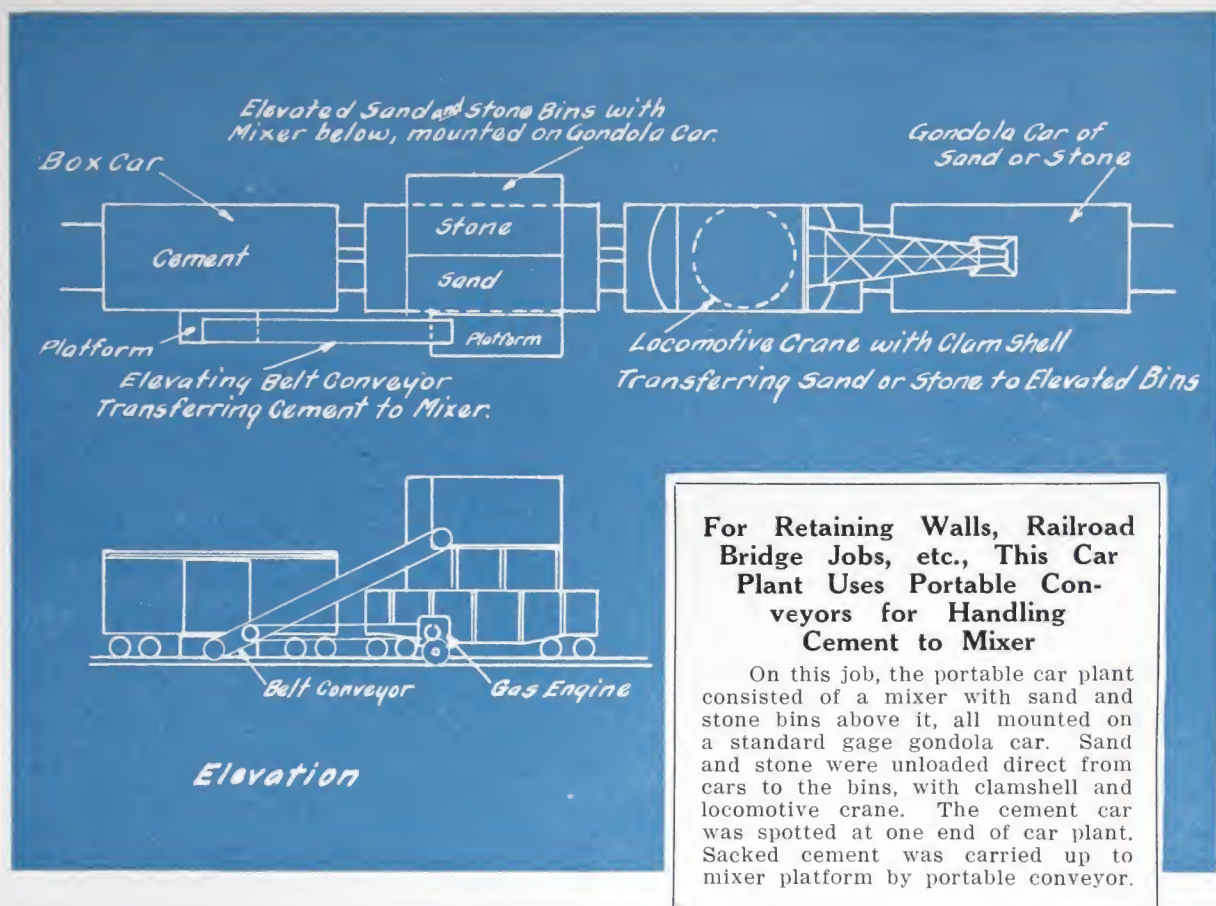 Elevated Sand and Stone Bins with
Mixer below, mounted on Gondola Car.
Box Car
Gondola Car of
Sand or Stone
Cement
Stone
Sand
Platform
Platform
Elevating Belt Conveyor
Transferring Cement to Mixer.
Locomotive Crane with Clam Shell
Transferring Sand or Stone to Elevated Bins
Belt Conveyor
Gas Engine
Elevation
For Retaining Walls, Railroad
Bridge Jobs, etc., This Car
Plant Uses Portable Con-
veyors for Handling
Cement to Mixer
On this job, the portable car plant
consisted of a mixer with sand and
stone bins above it, all mounted on
a standard gage gondola car. Sand
and stone were unloaded direct from
cars to the bins, with clamshell and
locomotive crane. The cement car
was spotted at one end of car plant.
Sacked cement was carried up to
mixer platform by portable conveyor.